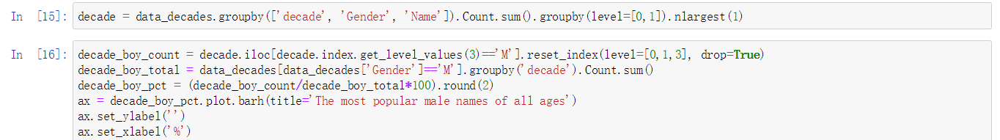 In [15]: decade = data_decades.groupby(['decade', 'Gender', 'Name']).Count.sum().groupby(level=[0,1]).nlargest(1)
In [16]: decade_boy_count = decade.iloc[decade.index.get_level_values(3)=='M'].reset_index(level=[0,1,3], drop=True)
decade_boy_total = data_decades[data_decades['Gender']=='M'].groupby('decade').Count.sum()
decade_boy_pct = (decade_boy_count/decade_boy_total*100).round(2)
ax = decade_boy_pct.plot.barh(title='The most popular male names of all ages')
ax.set_ylabel('')
ax.set_xlabel('%')